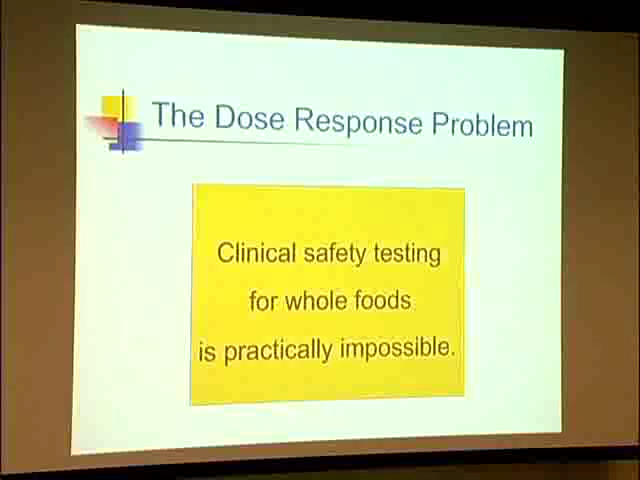 The Dose Response Problem
Clinical safety testing
for whole foods
is practically impossible.